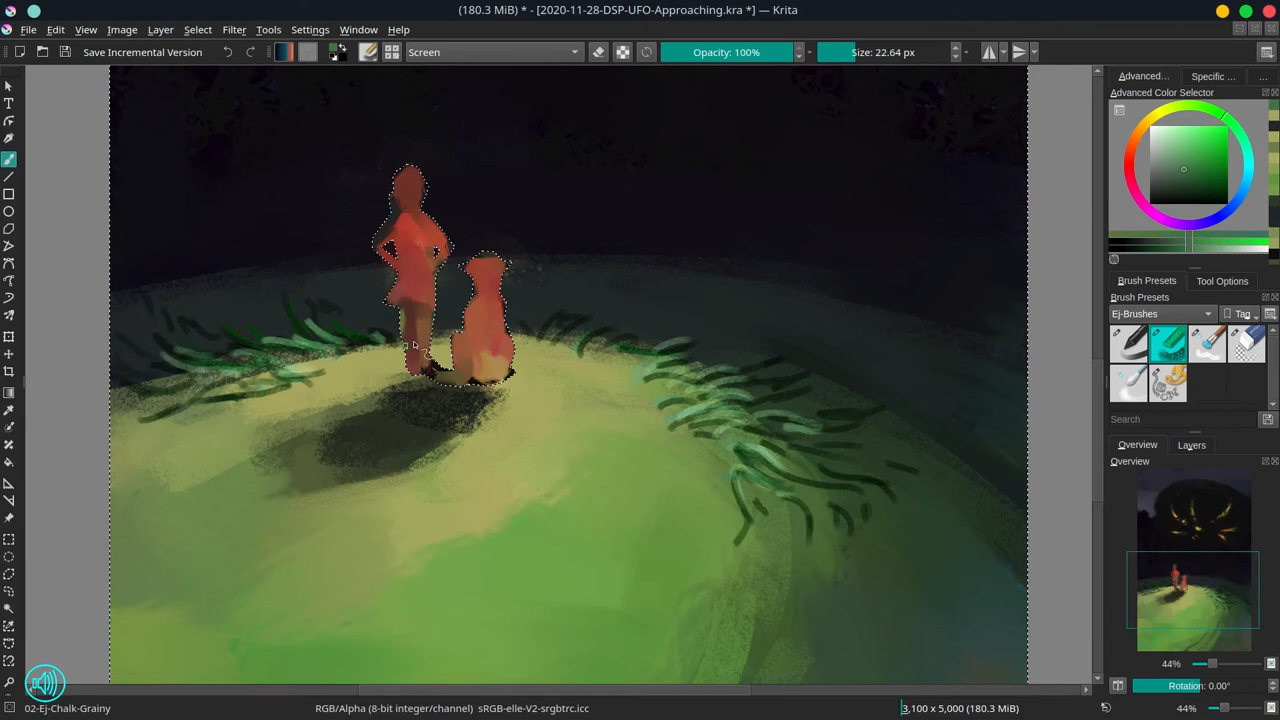 (180.3 MiB) * - [2020-11-28-DSP-UFO-Approaching.kra *] — Krita
File Edit View Image Layer Select Filter Tools Settings Window Help
Save Incremental Version Screen Opacity: 100% Size: 22.64 px
Advanced... Specific ... ...
Advanced Color Selector
Brush Presets Tool Options
Brush Presets
Ej-Brushes Tag
Search
Overview Layers
Overview
44%
Rotation: 0.00°
02-Ej-Chalk-Grainy RGB/Alpha (8-bit integer/channel) sRGB-elle-V2-srgbtrc.icc 3,100 x 5,000 (180.3 MiB) 44%